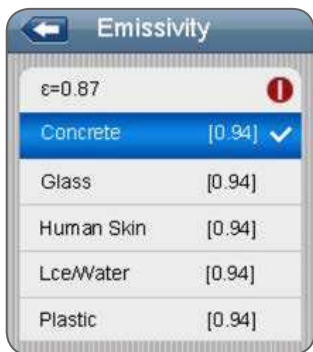 Emissivity
ε=0.87
Concrete [0.94]
Glass [0.94]
Human Skin [0.94]
Lce/Water [0.94]
Plastic [0.94]